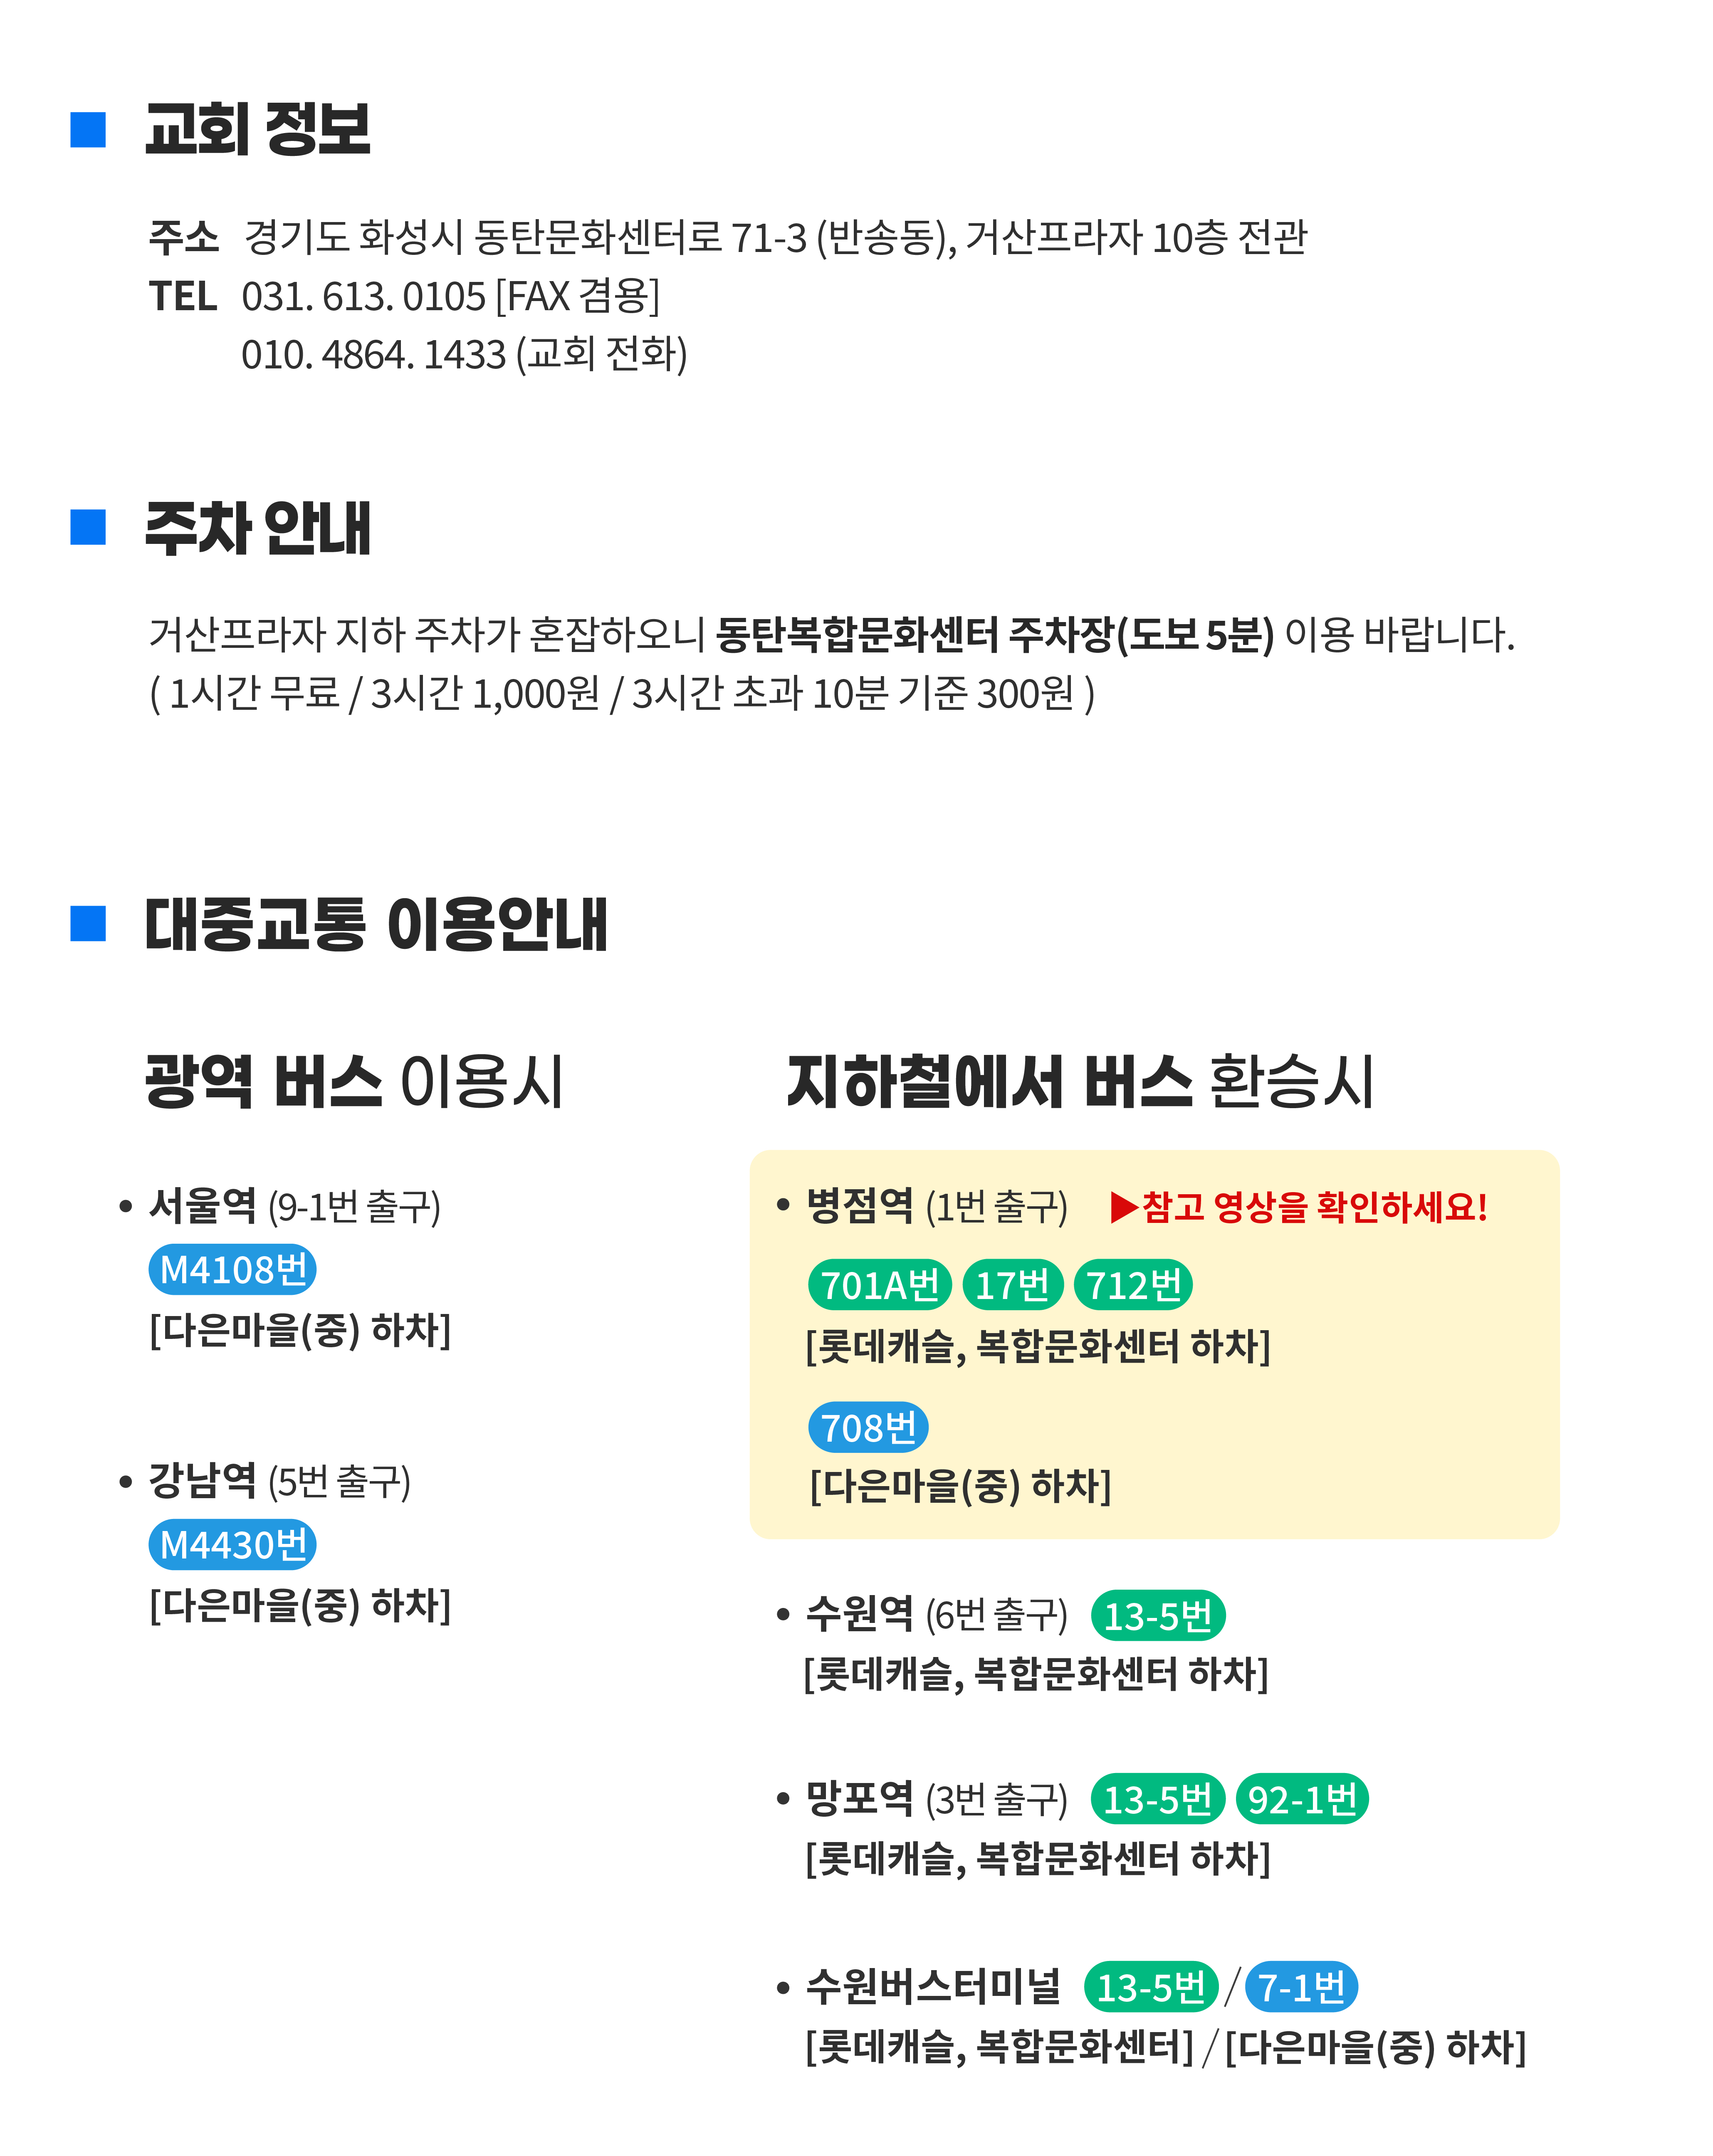 교회 정보
주소 경기도 화성시 동탄문화센터로 71-3 (반송동), 거산프라자 10층 전관
TEL 031. 613. 0105 [FAX 겸용]
010. 4864. 1433 (교회 전화)
주차 안내
거산프라자 지하 주차가 혼잡하오니 동탄복합문화센터 주차장(도보 5분) 이용 바랍니다.
( 1시간 무료 / 3시간 1,000원 / 3시간 초과 10분 기준 300원 )
대중교통 이용안내
광역 버스 이용시
• 서울역 (9-1번 출구)
M4108번
[다은마을(중) 하차]
• 강남역 (5번 출구)
M4430번
[다은마을(중) 하차]
지하철에서 버스 환승시
• 병점역 (1번 출구) ▶참고 영상을 확인하세요!
701A번 17번 712번
[롯데캐슬, 복합문화센터 하차]
708번
[다은마을(중) 하차]
• 수원역 (6번 출구) 13-5번
[롯데캐슬, 복합문화센터 하차]
• 망포역 (3번 출구) 13-5번 92-1번
[롯데캐슬, 복합문화센터 하차]
• 수원버스터미널 13-5번 / 7-1번
[롯데캐슬, 복합문화센터] / [다은마을(중) 하차]